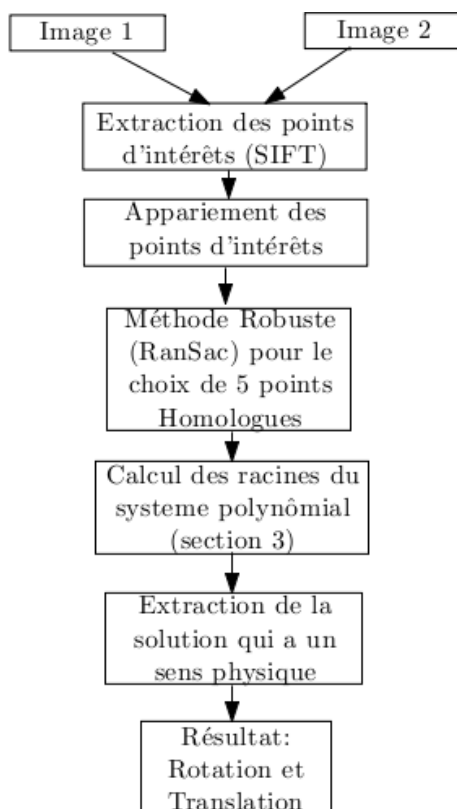 Image 1
Image 2
Extraction des points
d'intérêts (SIFT)
Appariement des
points d'intérêts
Méthode Robuste
(RanSac) pour le
choix de 5 points
Homologues
Calcul des racines du
systeme polynômial
(section 3)
Extraction de la
solution qui a un
sens physique
Résultat:
Rotation et
Translation